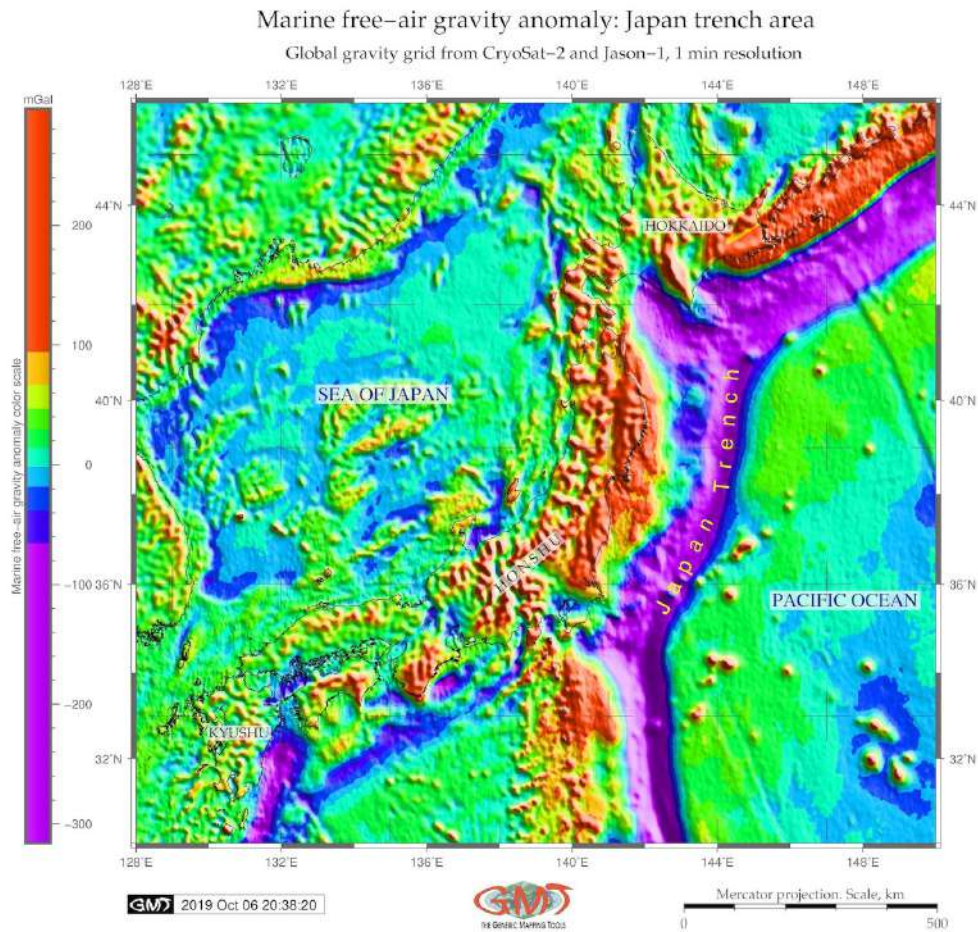 Marine free-air gravity anomaly: Japan trench area
Global gravity grid from CryoSat-2 and Jason-1, 1 min resolution
mGal
128°E 132°E 136°E 140°E 144°E 148°E
200
100
0
-100
-200
-300
Marine free-air gravity anomaly color scale
44°N 44°N
40°N 40°N
36°N 36°N
32°N 32°N
HOKKAIDO
SEA OF JAPAN
Japan Trench
HONSHU
PACIFIC OCEAN
KYUSHU
128°E 132°E 136°E 140°E 144°E 148°E
GMT 2019 Oct 06 20:38:20
GMT
THE GENERIC MAPPING TOOLS
Mercator projection. Scale, km
0 500